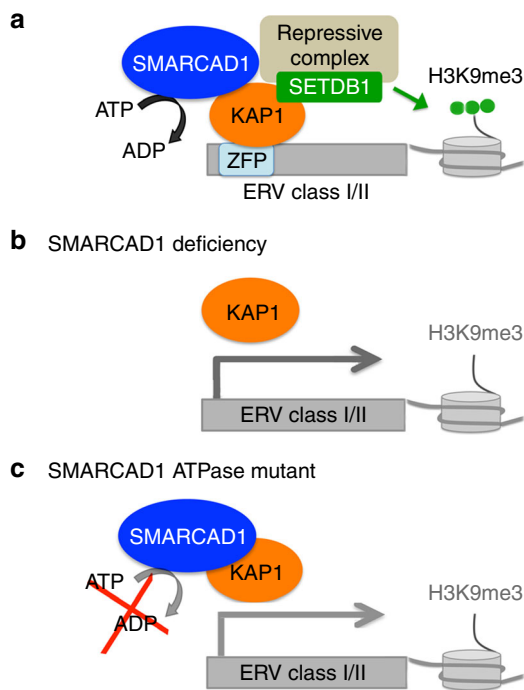 a
Repressive
complex
SMARCAD1
SETDB1
H3K9me3
ATP
KAP1
ADP
ZFP
ERV class I/II
b SMARCAD1 deficiency
KAP1
H3K9me3
ERV class I/II
c SMARCAD1 ATPase mutant
SMARCAD1
KAP1
ATP
ADP
H3K9me3
ERV class I/II